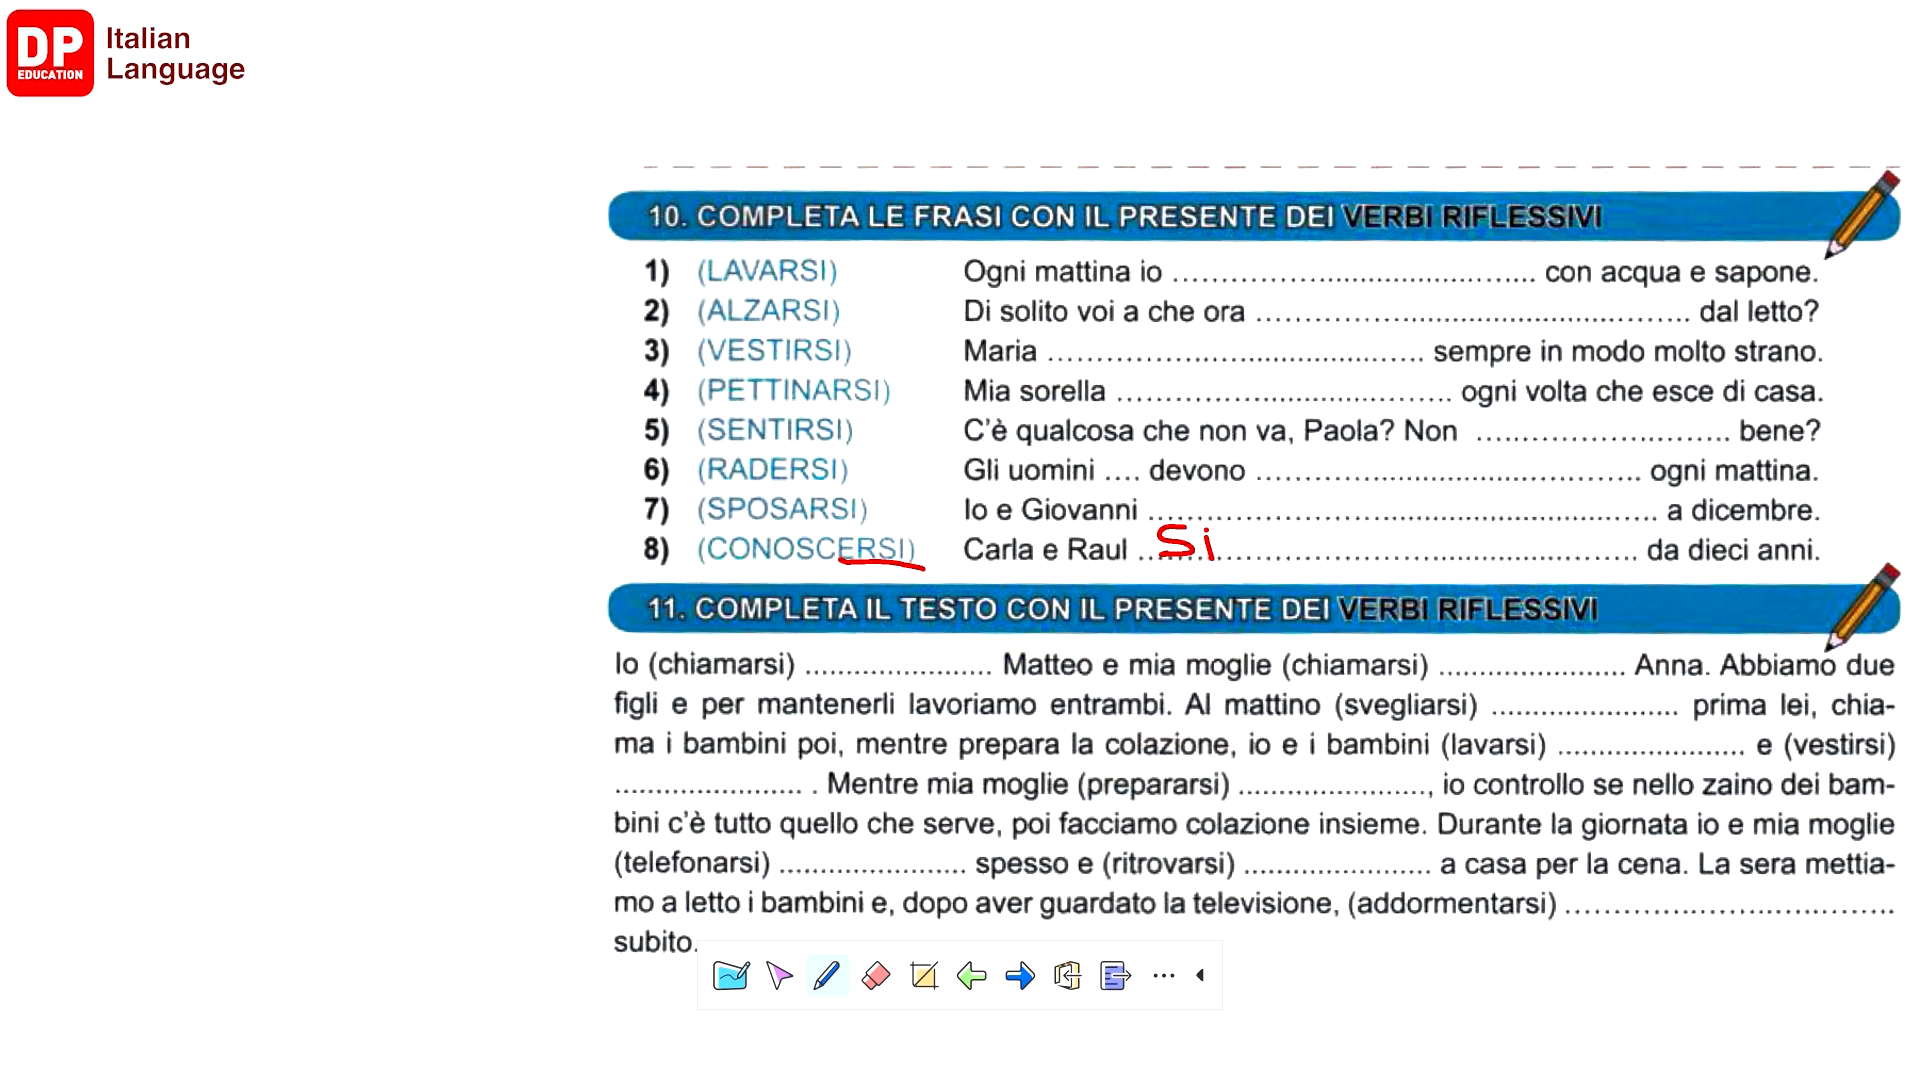 DP
EDUCATION
Italian
Language
10. COMPLETA LE FRASI CON IL PRESENTE DEI VERBI RIFLESSIVI
1) (LAVARSI) Ogni mattina io ........................................ con acqua e sapone.
2) (ALZARSI) Di solito voi a che ora ........................................ dal letto?
3) (VESTIRSI) Maria ........................................ sempre in modo molto strano.
4) (PETTINARSI) Mia sorella ........................................ ogni volta che esce di casa.
5) (SENTIRSI) C'è qualcosa che non va, Paola? Non .............................. bene?
6) (RADERSI) Gli uomini .... devono ........................................ ogni mattina.
7) (SPOSARSI) Io e Giovanni ........................................ a dicembre.
8) (CONOSCERSI) Carla e Raul ... Si ........................................ da dieci anni.
11. COMPLETA IL TESTO CON IL PRESENTE DEI VERBI RIFLESSIVI
Io (chiamarsi) ....................... Matteo e mia moglie (chiamarsi) ....................... Anna. Abbiamo due
figli e per mantenerli lavoriamo entrambi. Al mattino (svegliarsi) ....................... prima lei, chia-
ma i bambini poi, mentre prepara la colazione, io e i bambini (lavarsi) ....................... e (vestirsi)
....................... . Mentre mia moglie (prepararsi) ......................., io controllo se nello zaino dei bam-
bini c'è tutto quello che serve, poi facciamo colazione insieme. Durante la giornata io e mia moglie
(telefonarsi) ....................... spesso e (ritrovarsi) ....................... a casa per la cena. La sera mettia-
mo a letto i bambini e, dopo aver guardato la televisione, (addormentarsi) ........................................
subito.